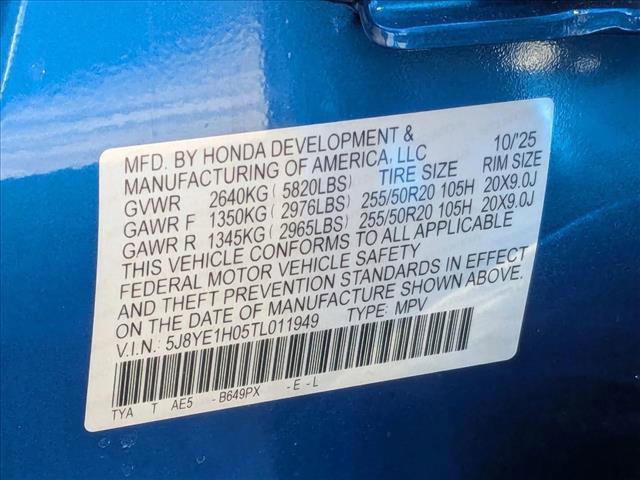 MFD. BY HONDA DEVELOPMENT & 10/'25
MANUFACTURING OF AMERICA, LLC
TIRE SIZE RIM SIZE
GVWR 2640KG ( 5820LBS)
GAWR F 1350KG ( 2976LBS) 255/50R20 105H 20X9.0J
GAWR R 1345KG ( 2965LBS) 255/50R20 105H 20X9.0J
THIS VEHICLE CONFORMS TO ALL APPLICABLE
FEDERAL MOTOR VEHICLE SAFETY
AND THEFT PREVENTION STANDARDS IN EFFECT
ON THE DATE OF MANUFACTURE SHOWN ABOVE.
V.I.N.: 5J8YE1H05TL011949 TYPE: MPV
TYA T AE5 - B649PX - E - L